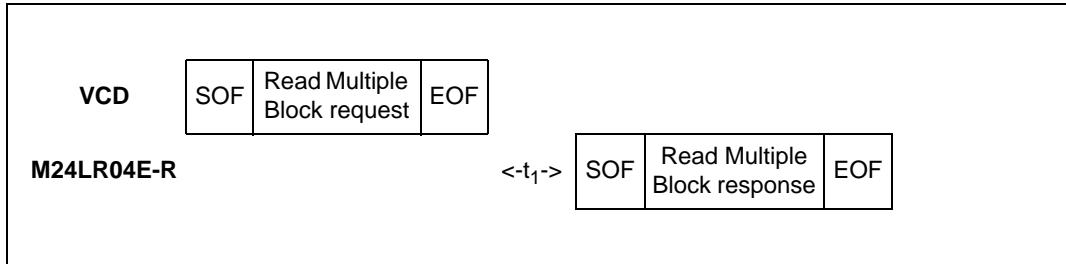 VCD SOF Read Multiple Block request EOF
M24LR04E-R <-t₁-> SOF Read Multiple Block response EOF